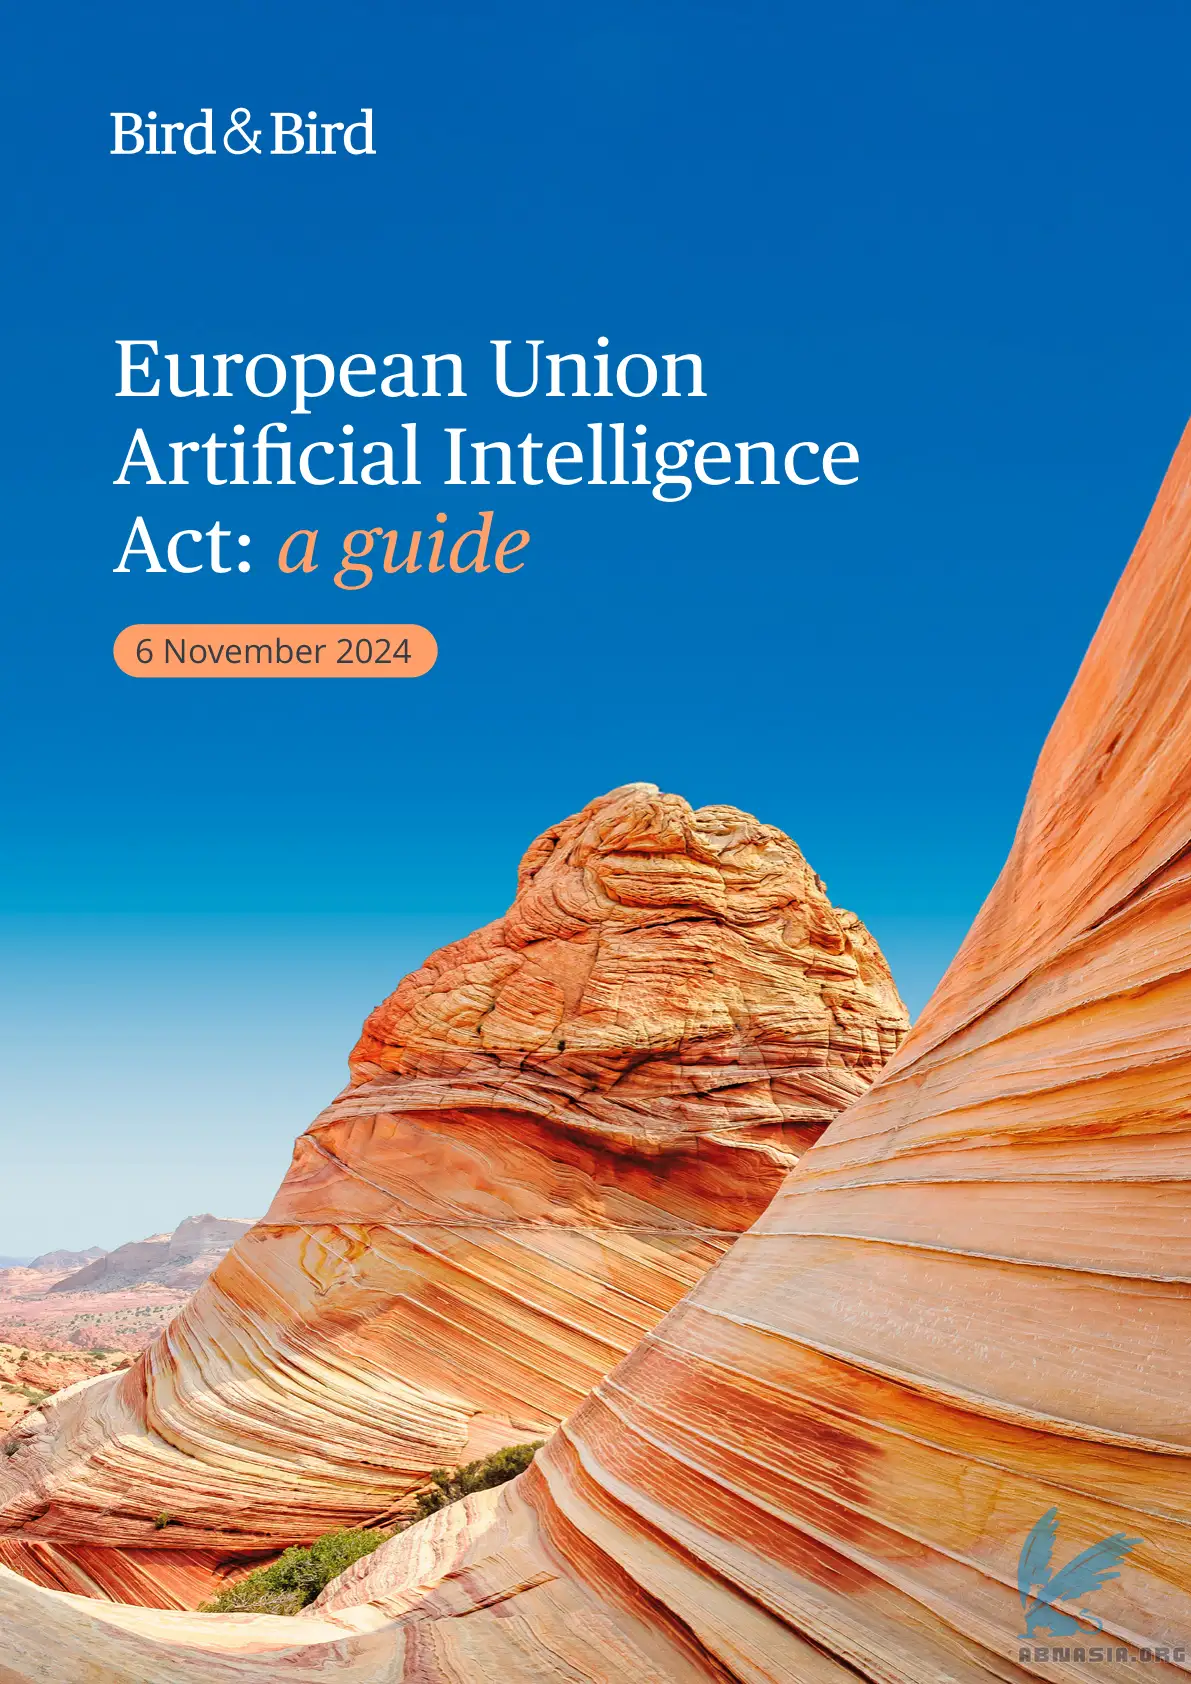 Bird & Bird
European Union
Artificial Intelligence
Act: a guide
6 November 2024
ABNASIA.ORG